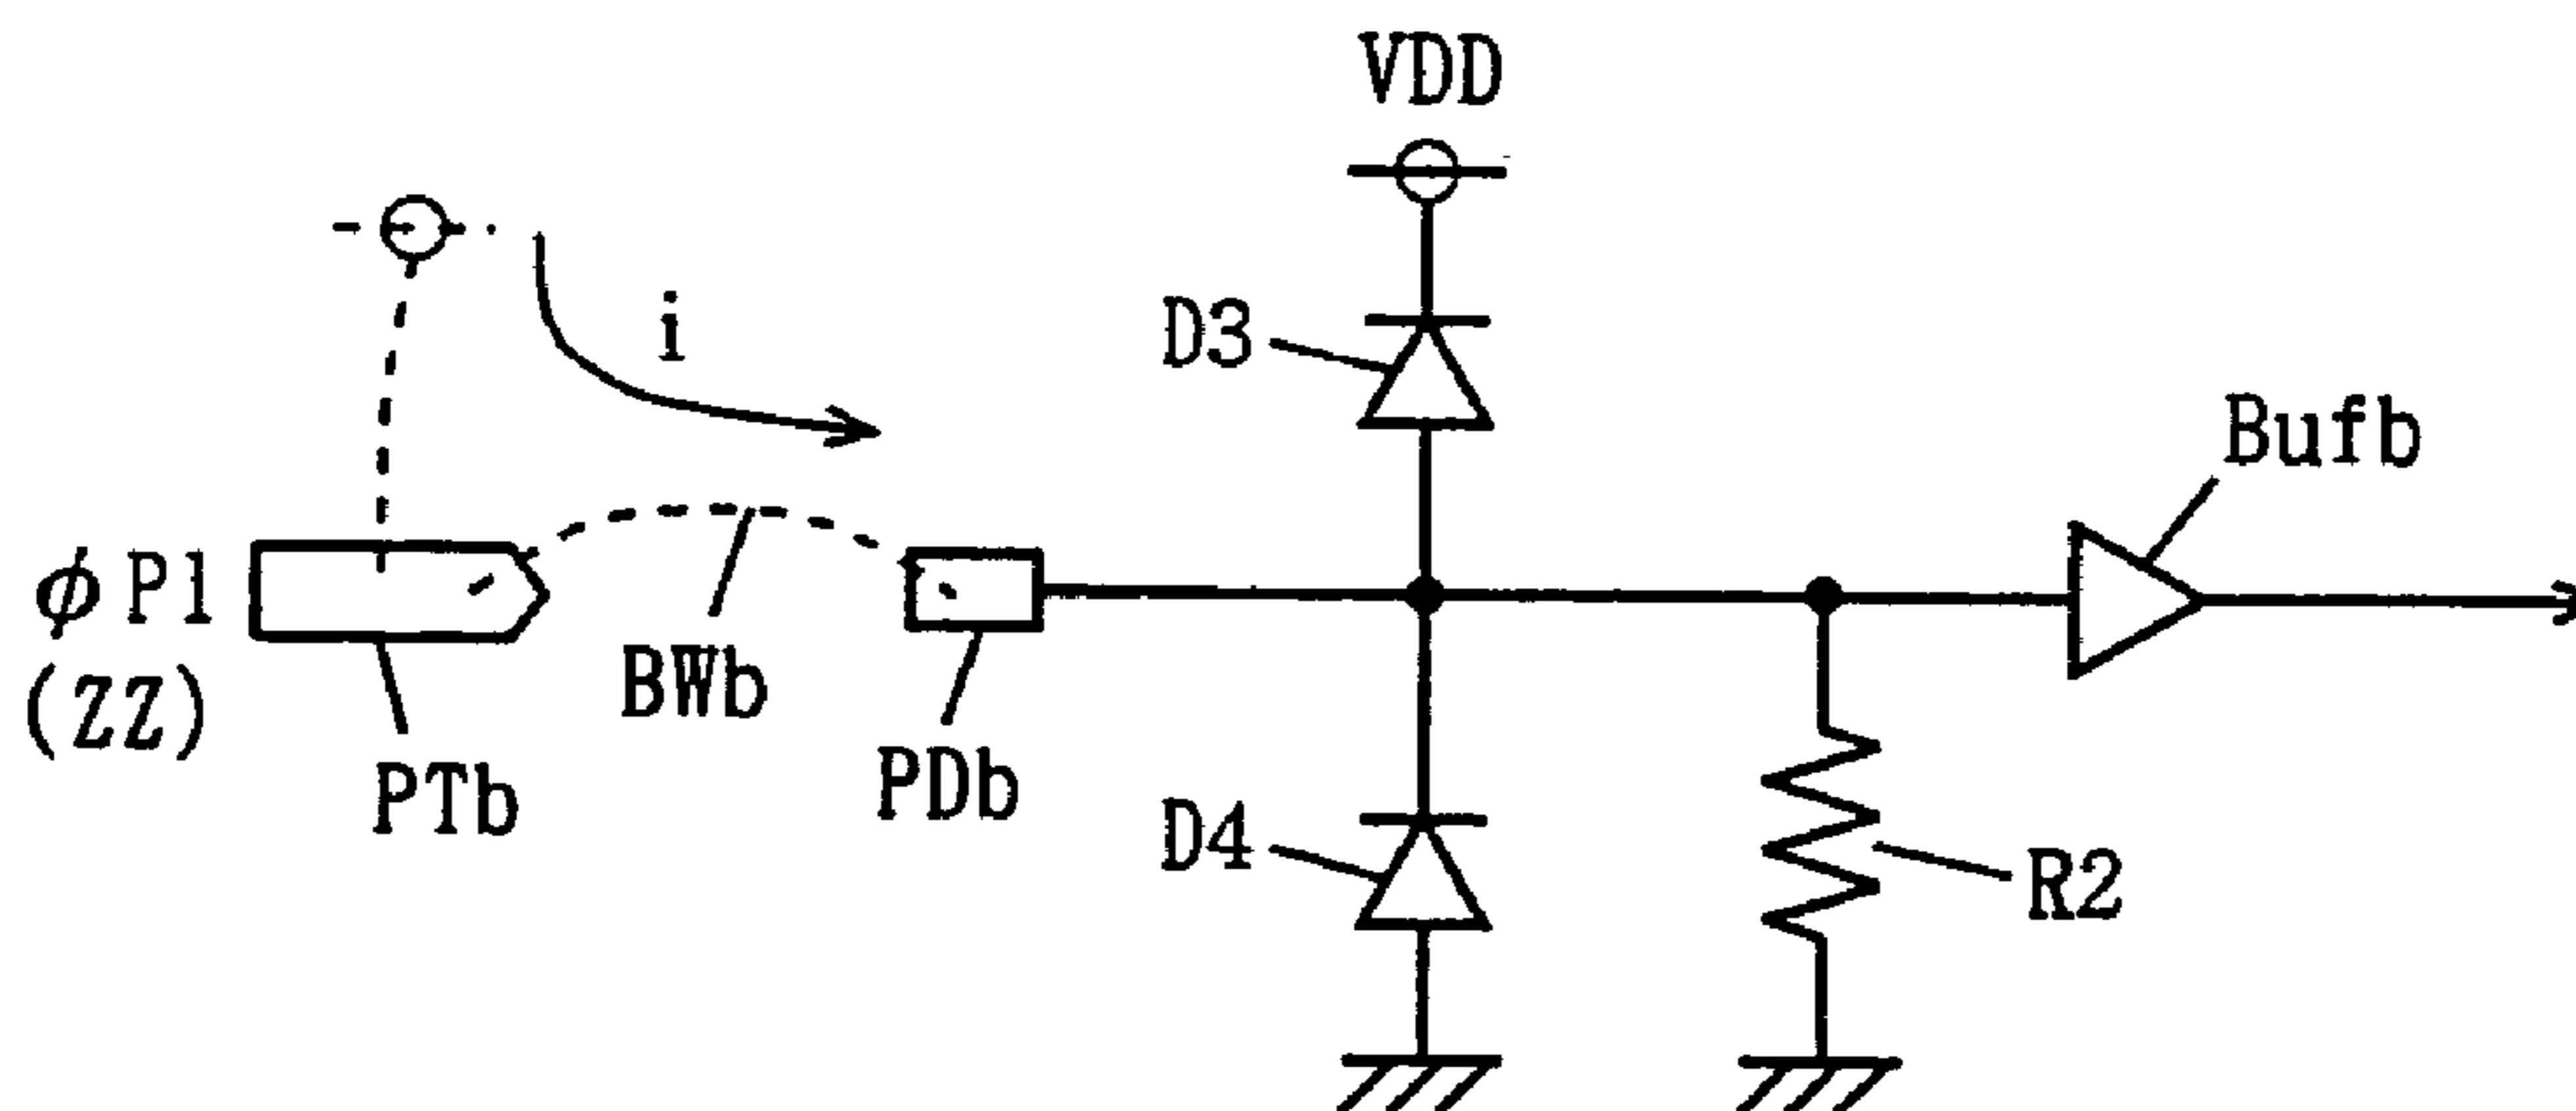 VDD
i
D3
Bufb
φP1
(ZZ)
BWb
PTb
PDb
D4
R2